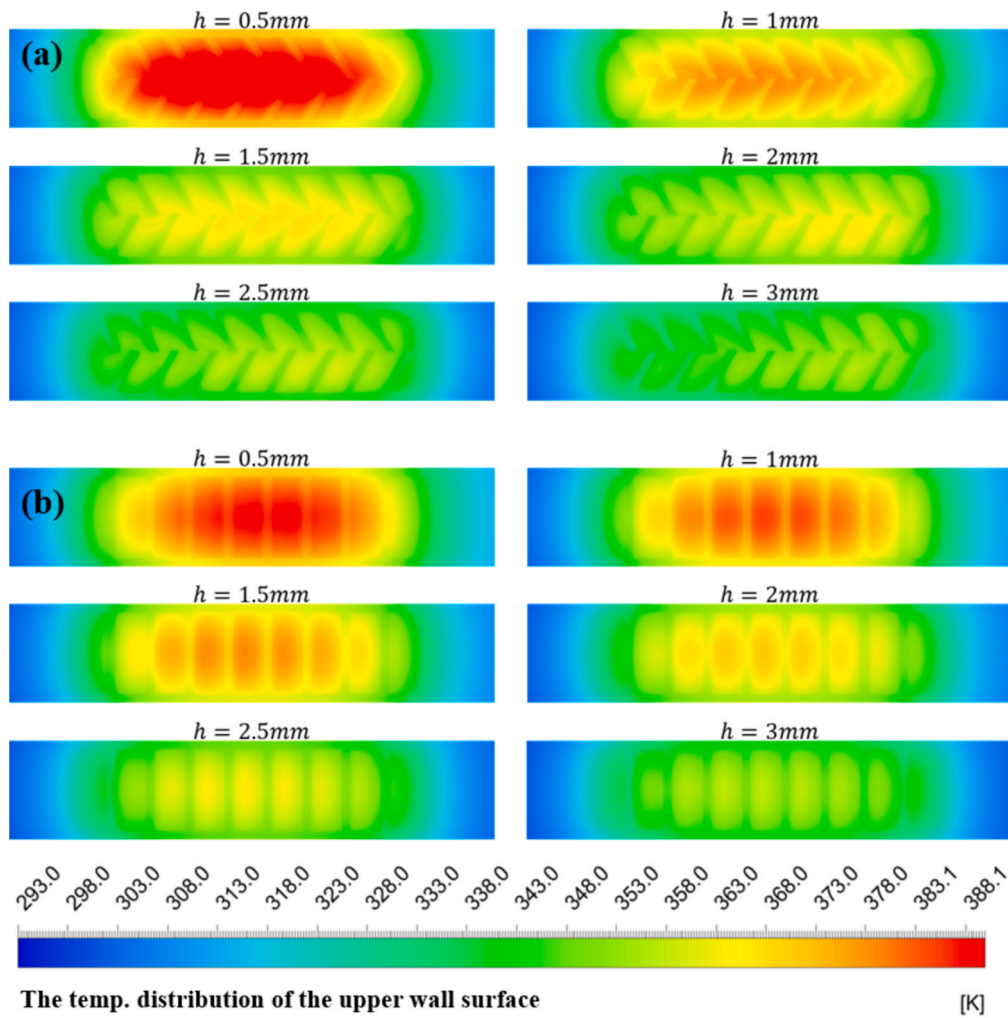 h = 0.5mm
h = 1mm
(a)
h = 1.5mm
h = 2mm
h = 2.5mm
h = 3mm
h = 0.5mm
h = 1mm
(b)
h = 1.5mm
h = 2mm
h = 2.5mm
h = 3mm
293.0 298.0 303.0 308.0 313.0 318.0 323.0 328.0 333.0 338.0 343.0 348.0 353.0 358.0 363.0 368.0 373.0 378.0 383.1 388.1
The temp. distribution of the upper wall surface [K]